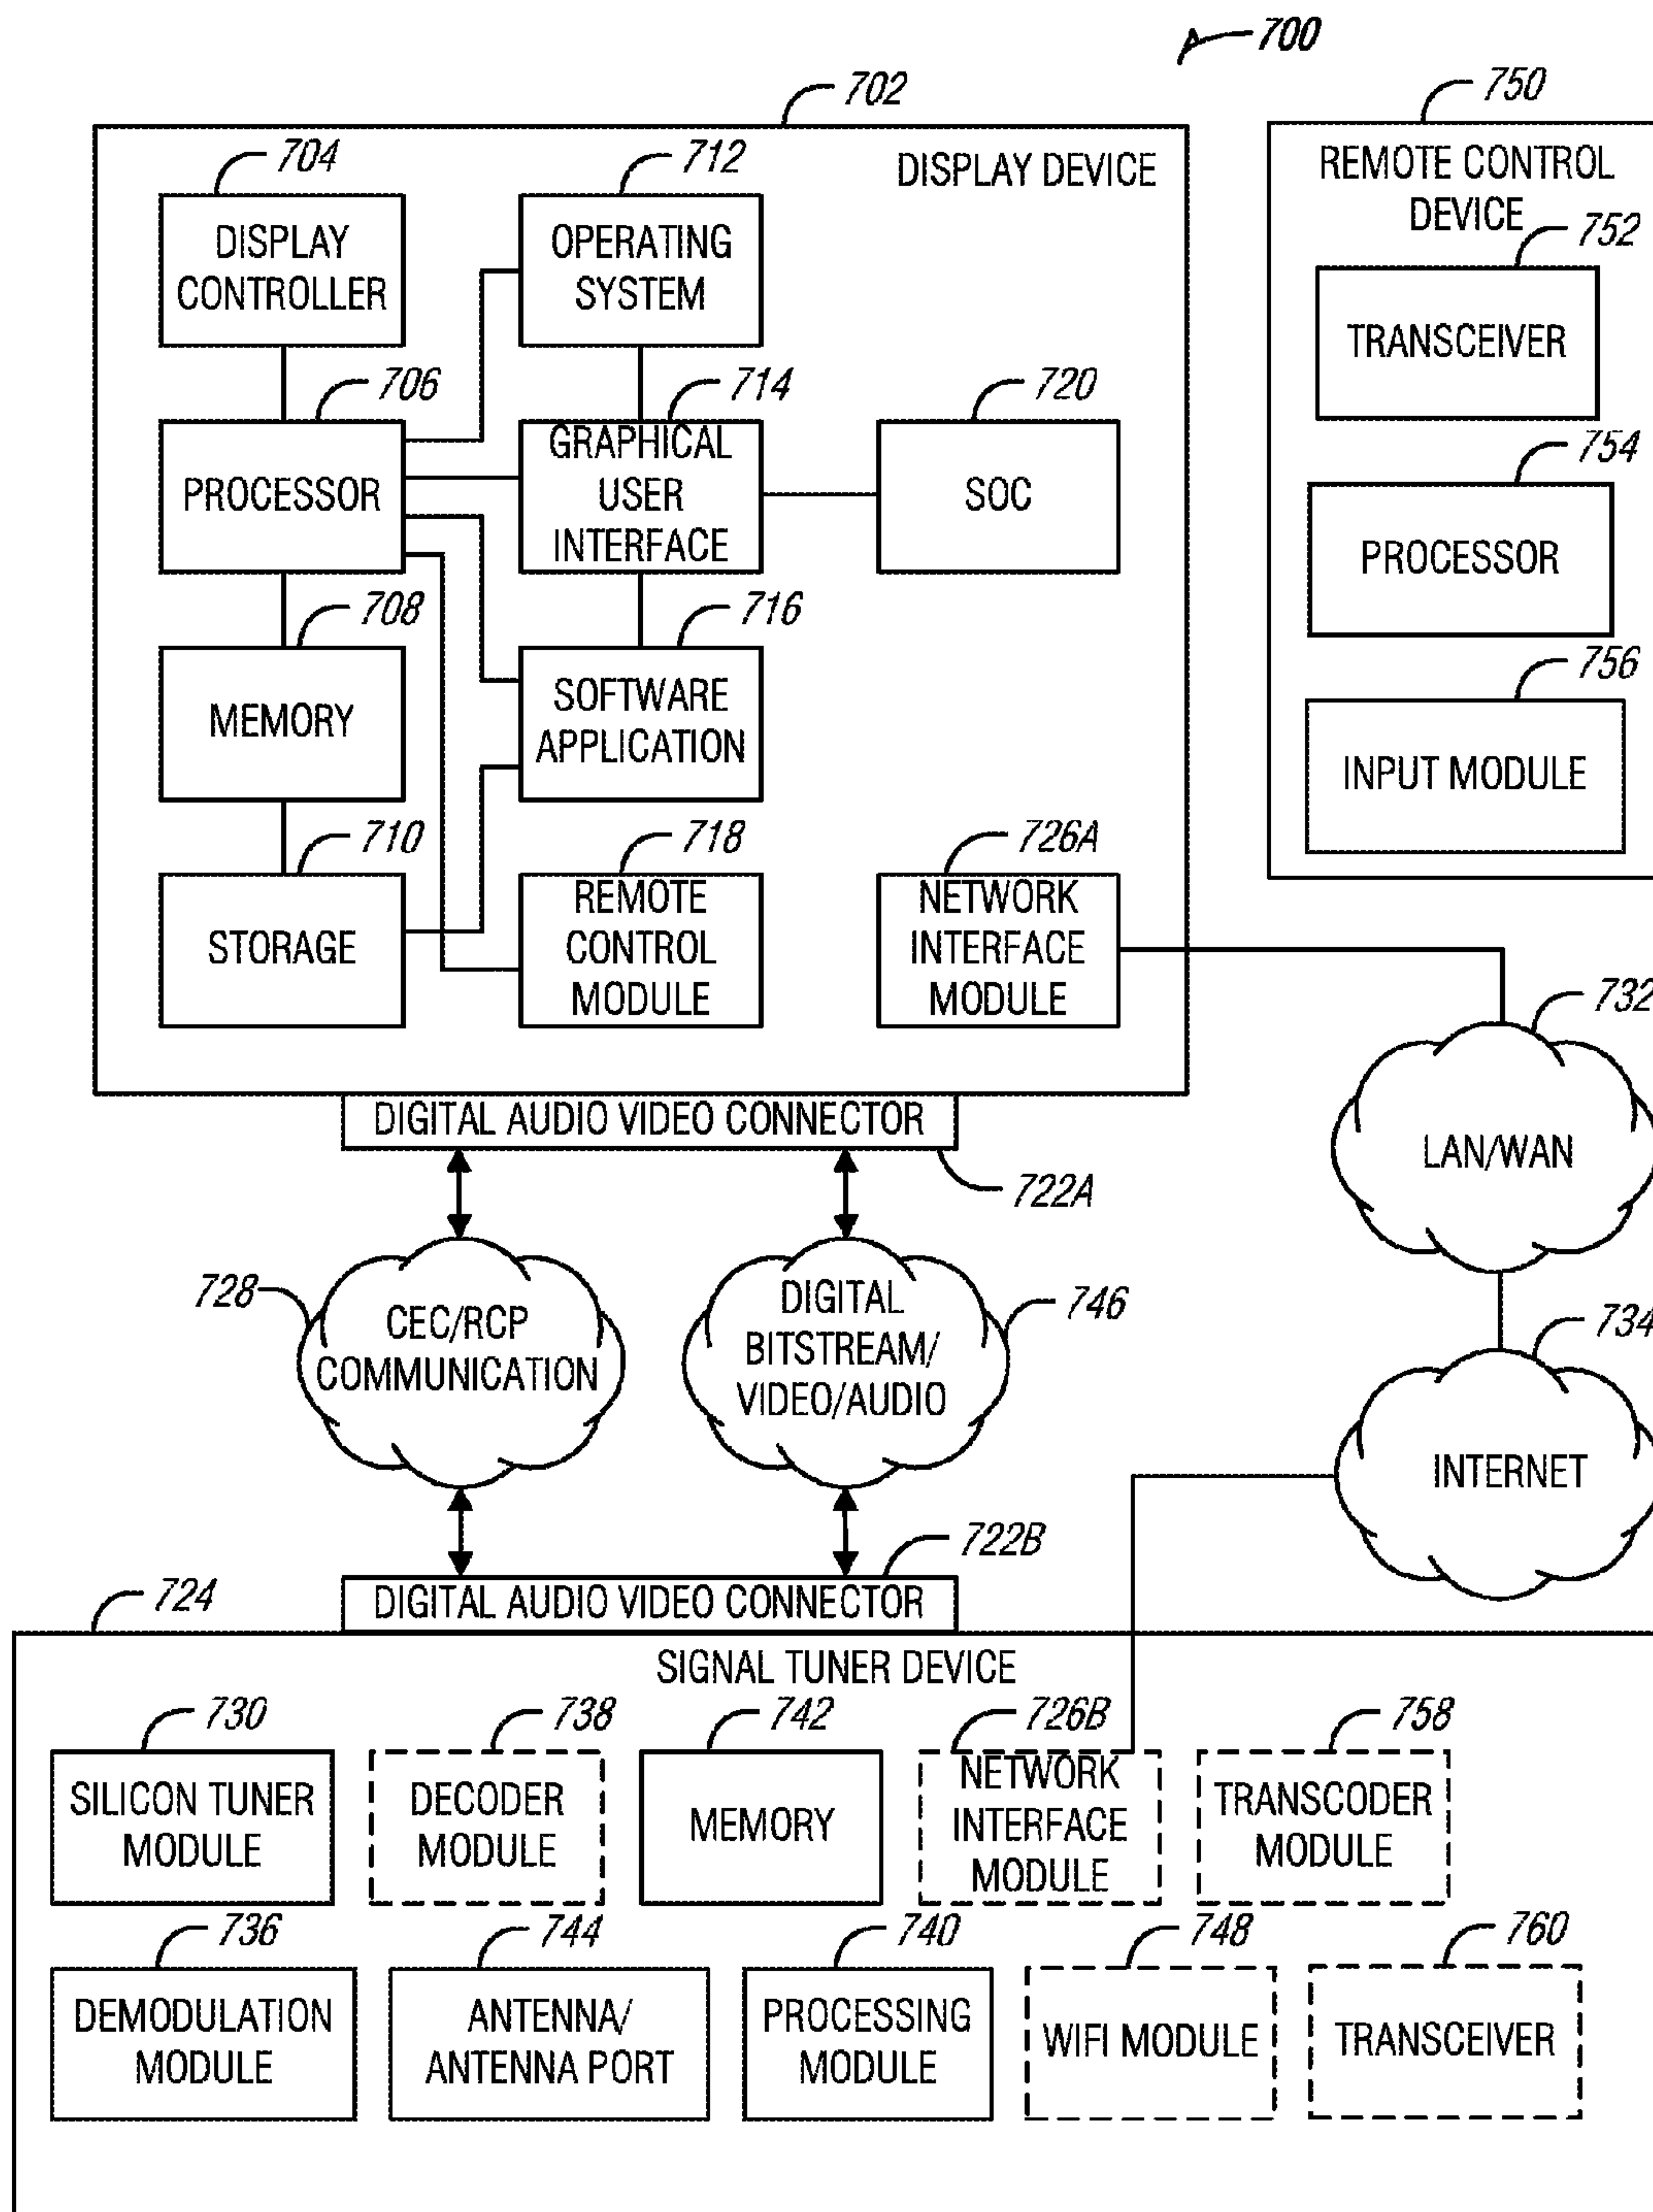 700
702
DISPLAY DEVICE
704
DISPLAY
CONTROLLER
712
OPERATING
SYSTEM
706
PROCESSOR
714
GRAPHICAL
USER
INTERFACE
720
SOC
708
MEMORY
716
SOFTWARE
APPLICATION
710
STORAGE
718
REMOTE
CONTROL
MODULE
726A
NETWORK
INTERFACE
MODULE
750
REMOTE CONTROL
DEVICE
752
TRANSCEIVER
754
PROCESSOR
756
INPUT MODULE
DIGITAL AUDIO VIDEO CONNECTOR
722A
732
LAN/WAN
728
CEC/RCP
COMMUNICATION
DIGITAL
BITSTREAM/
VIDEO/AUDIO
746
734
INTERNET
722B
DIGITAL AUDIO VIDEO CONNECTOR
724
SIGNAL TUNER DEVICE
730
SILICON TUNER
MODULE
738
DECODER
MODULE
742
MEMORY
726B
NETWORK
INTERFACE
MODULE
758
TRANSCODER
MODULE
736
DEMODULATION
MODULE
744
ANTENNA/
ANTENNA PORT
740
PROCESSING
MODULE
748
WIFI MODULE
760
TRANSCEIVER